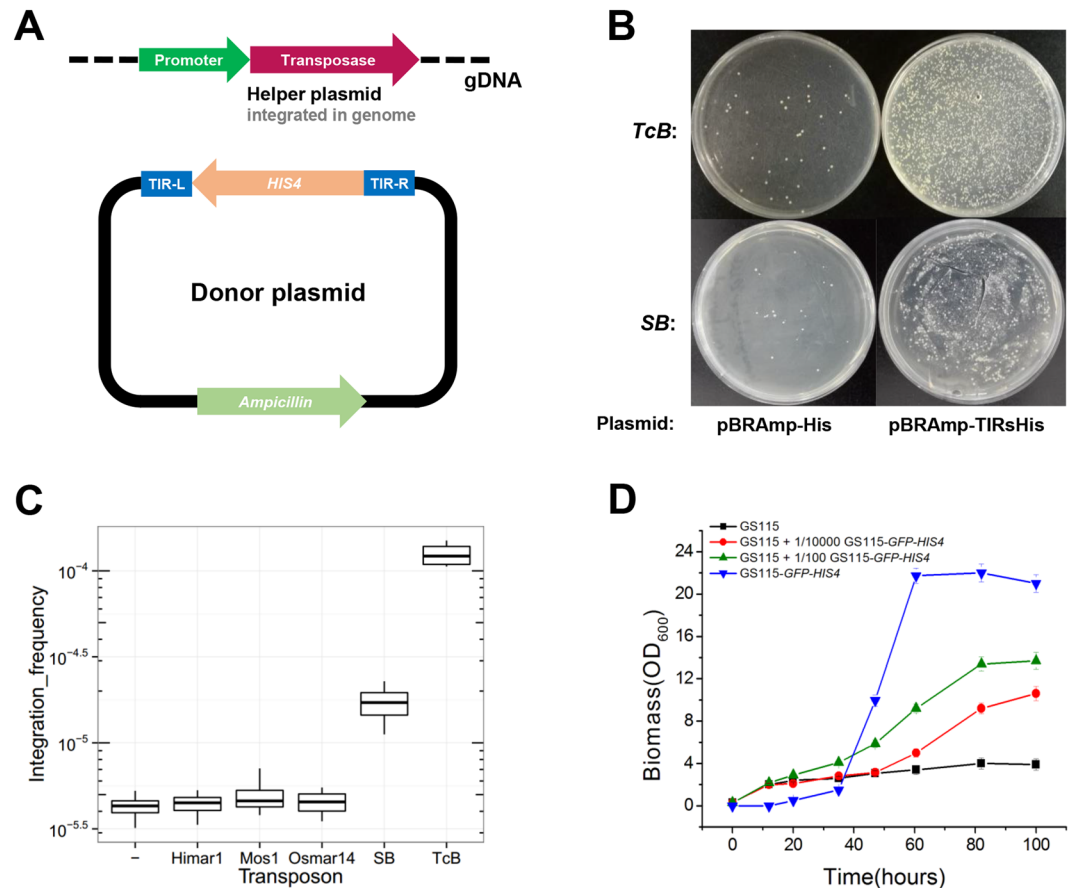 A
Promoter
Transposase
gDNA
Helper plasmid
integrated in genome
TIR-L
HIS4
TIR-R
Donor plasmid
Ampicillin
B
TcB:
SB:
Plasmid:
pBRAmp-His
pBRAmp-TIRsHis
C
Integration_frequency
10⁻⁴
10⁻⁴·⁵
10⁻⁵
10⁻⁵·⁵
–
Himar1
Mos1
Osmar14
SB
TcB
Transposon
D
GS115
GS115 + 1/10000 GS115-GFP-HIS4
GS115 + 1/100 GS115-GFP-HIS4
GS115-GFP-HIS4
Biomass(OD₆₀₀)
24
20
16
12
8
4
0
0
20
40
60
80
100
Time(hours)